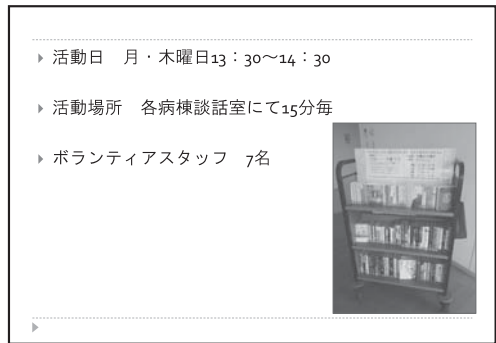 活動日　月・木曜日13：30～14：30
活動場所　各病棟談話室にて15分毎
ボランティアスタッフ　7名